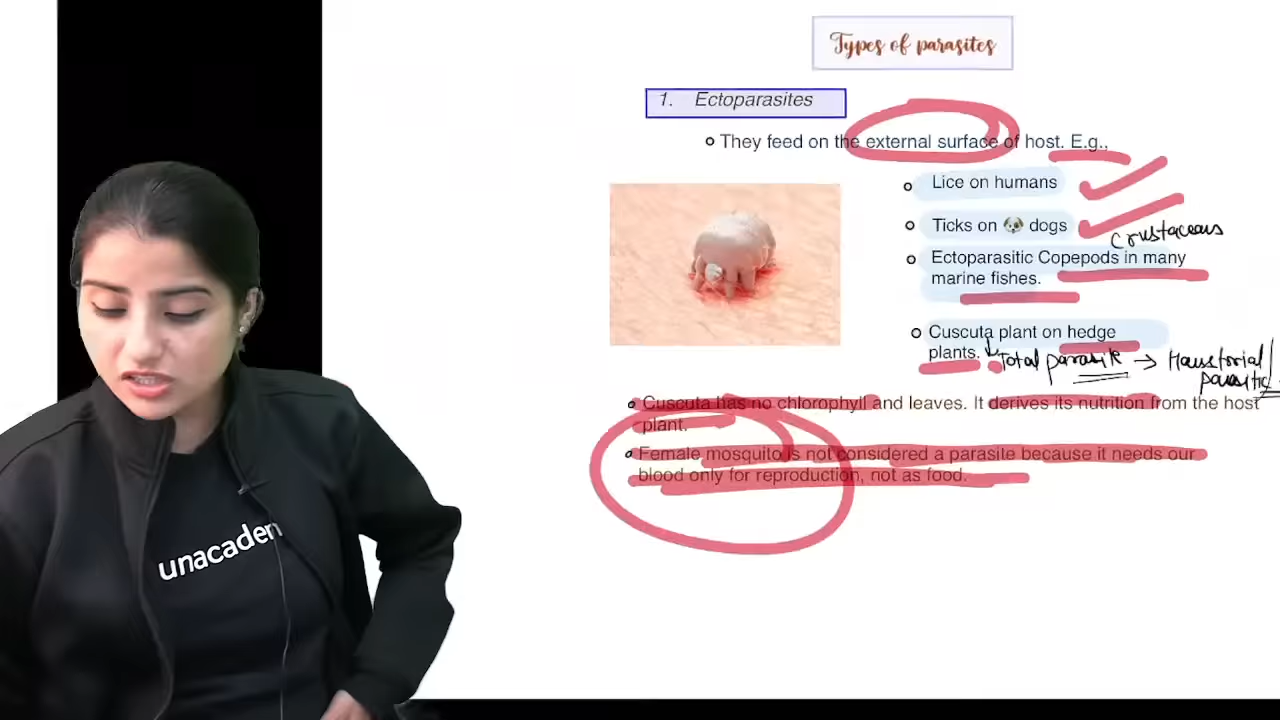 Types of parasites
1. Ectoparasites
They feed on the external surface of host. E.g.,
Lice on humans
Ticks on 🐶 dogs
Crustaceans
Ectoparasitic Copepods in many
marine fishes.
Cuscuta plant on hedge
plants. ↓ Total parasite → Haustorial
parasitic
Cuscuta has no chlorophyll and leaves. It derives its nutrition from the host
plant.
Female mosquito is not considered a parasite because it needs our
blood only for reproduction, not as food.
unacadem